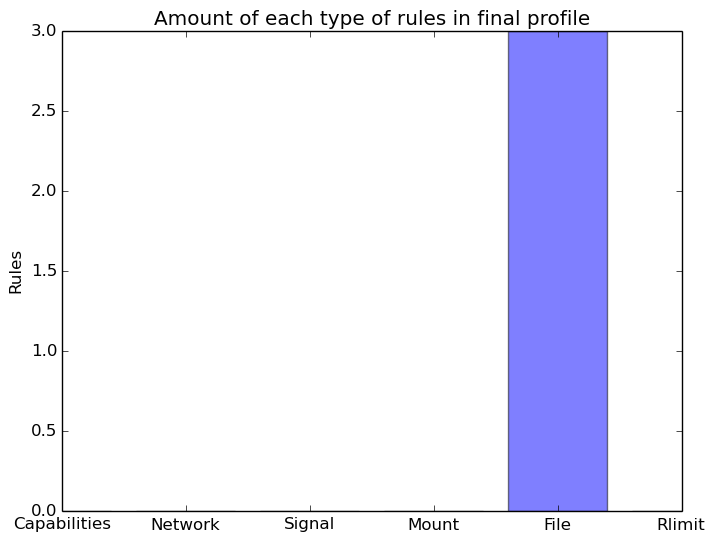 Amount of each type of rules in final profile
3.0
2.5
2.0
1.5
1.0
0.5
0.0
Rules
Capabilities Network Signal Mount File Rlimit